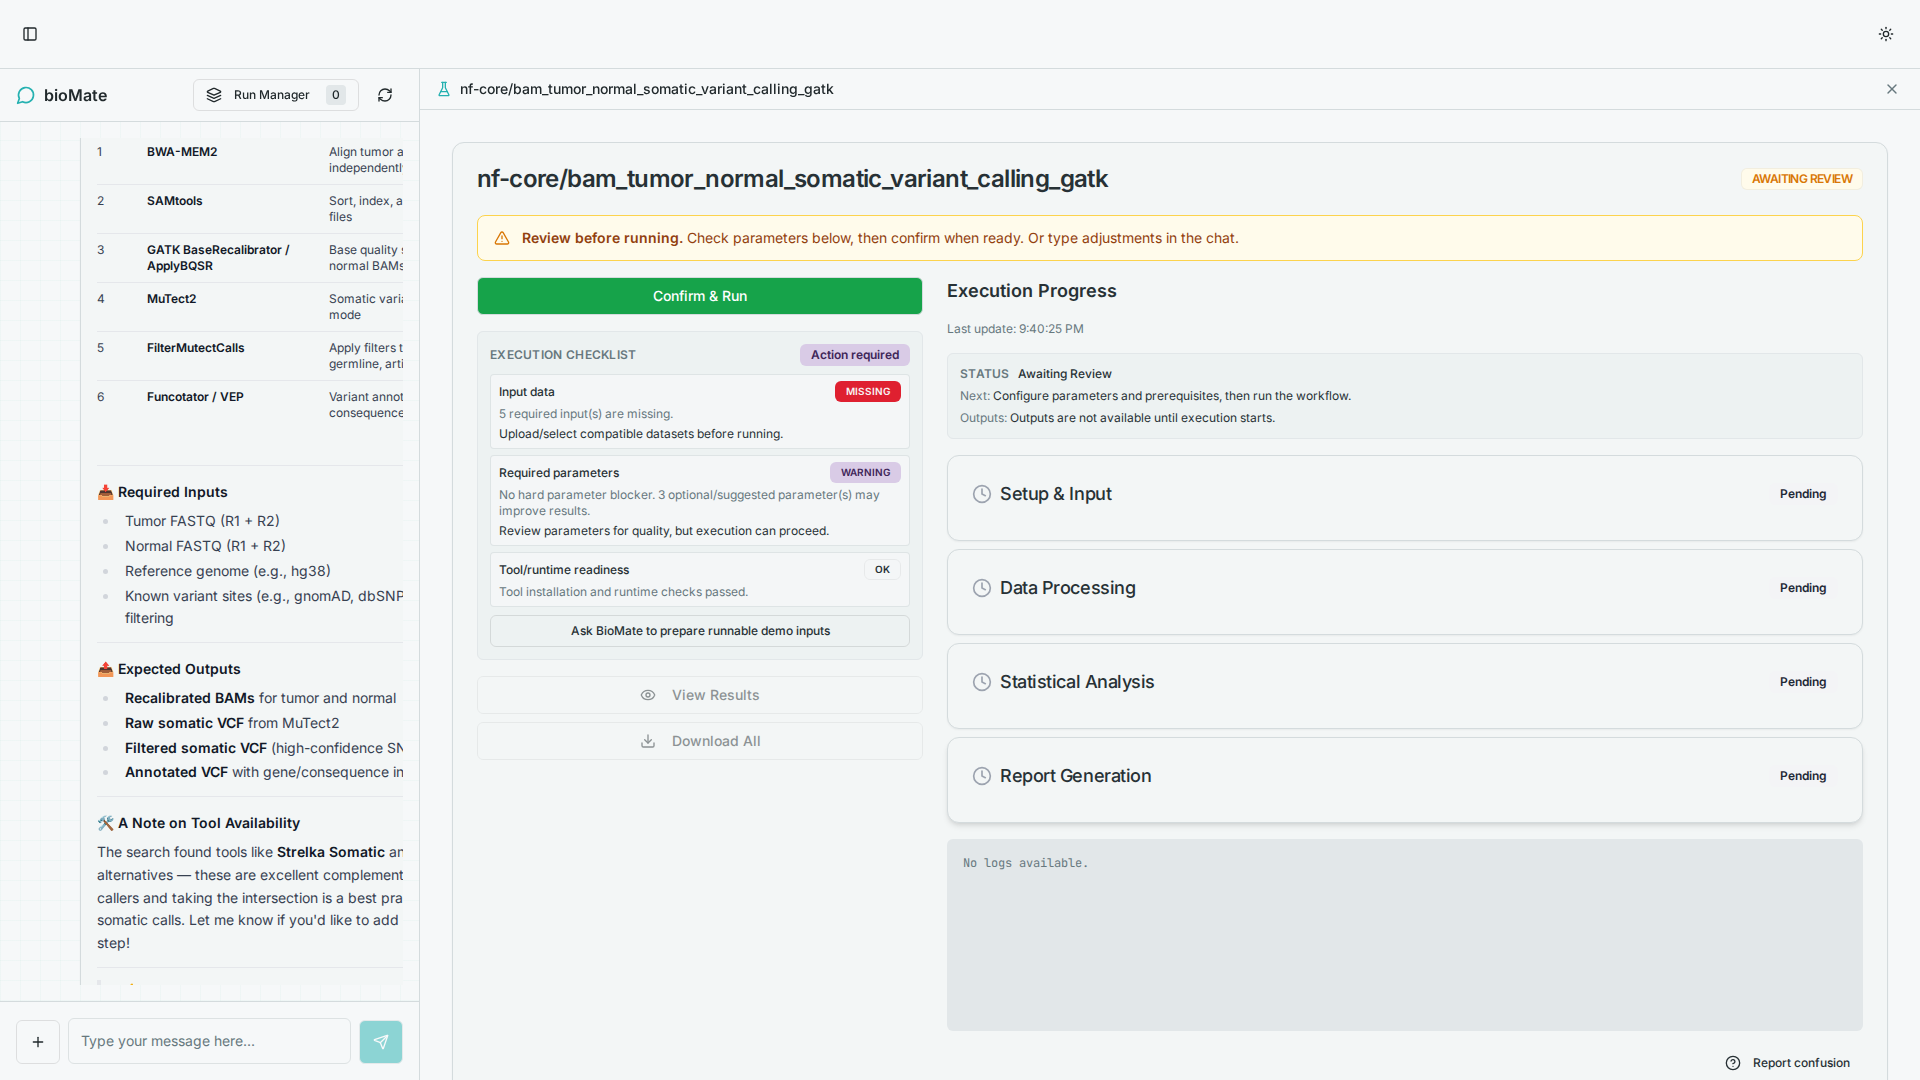 bioMate
Run Manager 0
1 BWA-MEM2 Align tumor a
independentl
2 SAMtools Sort, index, a
files
3 GATK BaseRecalibrator / Base quality s
ApplyBQSR normal BAMs
4 MuTect2 Somatic varia
mode
5 FilterMutectCalls Apply filters t
germline, arti
6 Funcotator / VEP Variant annot
consequence
📥 Required Inputs
Tumor FASTQ (R1 + R2)
Normal FASTQ (R1 + R2)
Reference genome (e.g., hg38)
Known variant sites (e.g., gnomAD, dbSNP
filtering
📤 Expected Outputs
Recalibrated BAMs for tumor and normal
Raw somatic VCF from MuTect2
Filtered somatic VCF (high-confidence SN
Annotated VCF with gene/consequence in
🛠️ A Note on Tool Availability
The search found tools like Strelka Somatic an
alternatives — these are excellent complement
callers and taking the intersection is a best pra
somatic calls. Let me know if you'd like to add
step!
Type your message here...
nf-core/bam_tumor_normal_somatic_variant_calling_gatk
nf-core/bam_tumor_normal_somatic_variant_calling_gatk
AWAITING REVIEW
Review before running. Check parameters below, then confirm when ready. Or type adjustments in the chat.
Confirm & Run
EXECUTION CHECKLIST Action required
Input data MISSING
5 required input(s) are missing.
Upload/select compatible datasets before running.
Required parameters WARNING
No hard parameter blocker. 3 optional/suggested parameter(s) may
improve results.
Review parameters for quality, but execution can proceed.
Tool/runtime readiness OK
Tool installation and runtime checks passed.
Ask BioMate to prepare runnable demo inputs
View Results
Download All
Execution Progress
Last update: 9:40:25 PM
STATUS Awaiting Review
Next: Configure parameters and prerequisites, then run the workflow.
Outputs: Outputs are not available until execution starts.
Setup & Input Pending
Data Processing Pending
Statistical Analysis Pending
Report Generation Pending
No logs available.
Report confusion